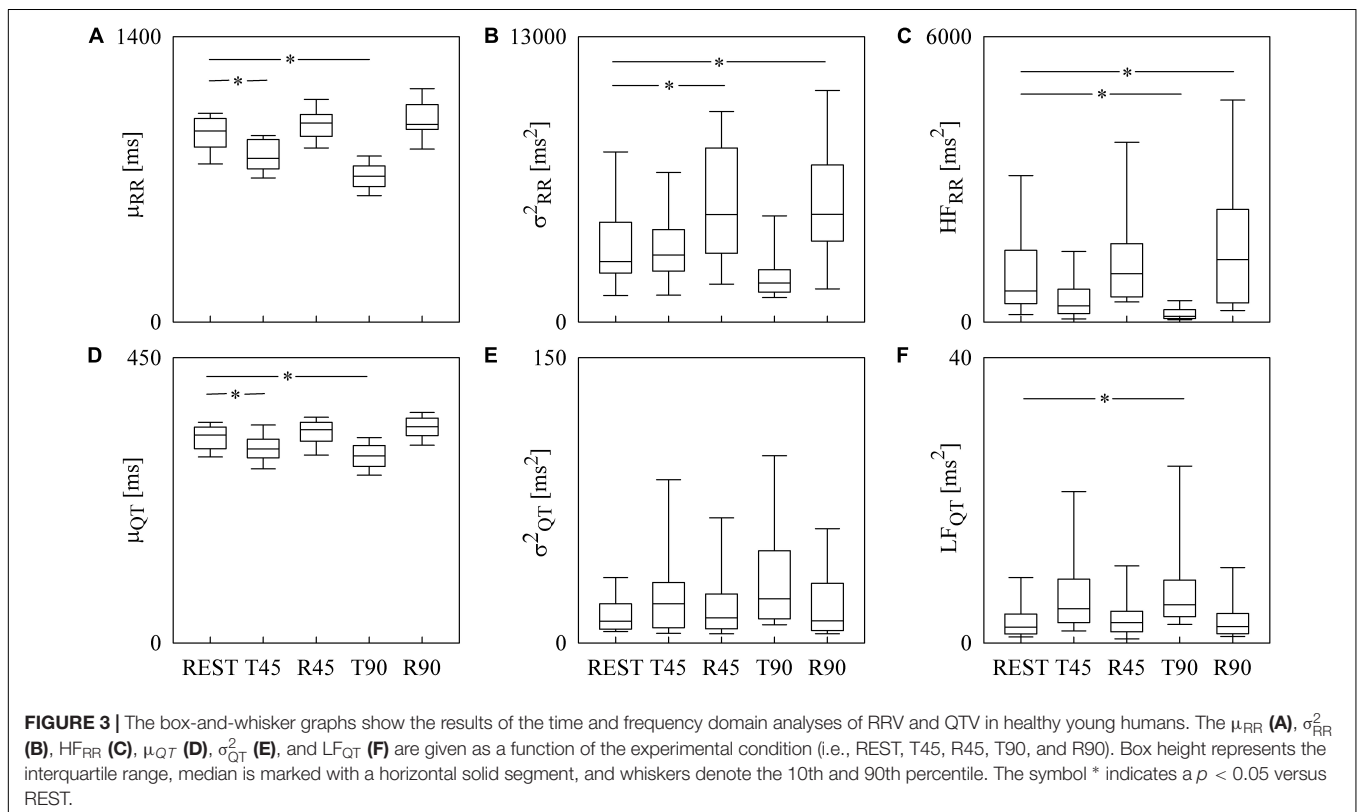 A
B
C
1400
13000
6000
μRR [ms]
σ²RR [ms²]
HFRR [ms²]
*
*
*
*
*
*
0
0
0
D
E
F
450
150
40
μQT [ms]
σ²QT [ms²]
LFQT [ms²]
*
*
*
0
0
0
REST T45 R45 T90 R90
REST T45 R45 T90 R90
REST T45 R45 T90 R90
FIGURE 3 | The box-and-whisker graphs show the results of the time and frequency domain analyses of RRV and QTV in healthy young humans. The μRR (A), σ²RR
(B), HFRR (C), μQT (D), σ²QT (E), and LFQT (F) are given as a function of the experimental condition (i.e., REST, T45, R45, T90, and R90). Box height represents the
interquartile range, median is marked with a horizontal solid segment, and whiskers denote the 10th and 90th percentile. The symbol * indicates a p < 0.05 versus
REST.